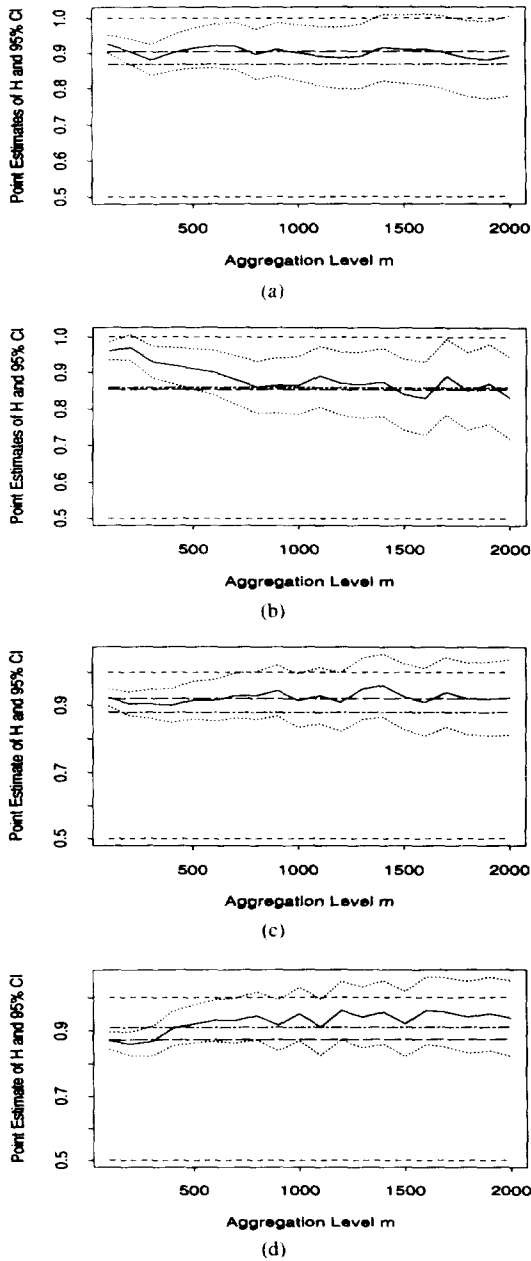 Point Estimates of H and 95% CI
1.0
0.9
0.8
0.7
0.6
0.5
500 1000 1500 2000
Aggregation Level m
(a)
Point Estimates of H and 95% CI
1.0
0.9
0.8
0.7
0.6
0.5
500 1000 1500 2000
Aggregation Level m
(b)
Point Estimate of H and 95% CI
0.9
0.7
0.5
500 1000 1500 2000
Aggregation Level m
(c)
Point Estimate of H and 95% CI
0.9
0.7
0.5
500 1000 1500 2000
Aggregation Level m
(d)